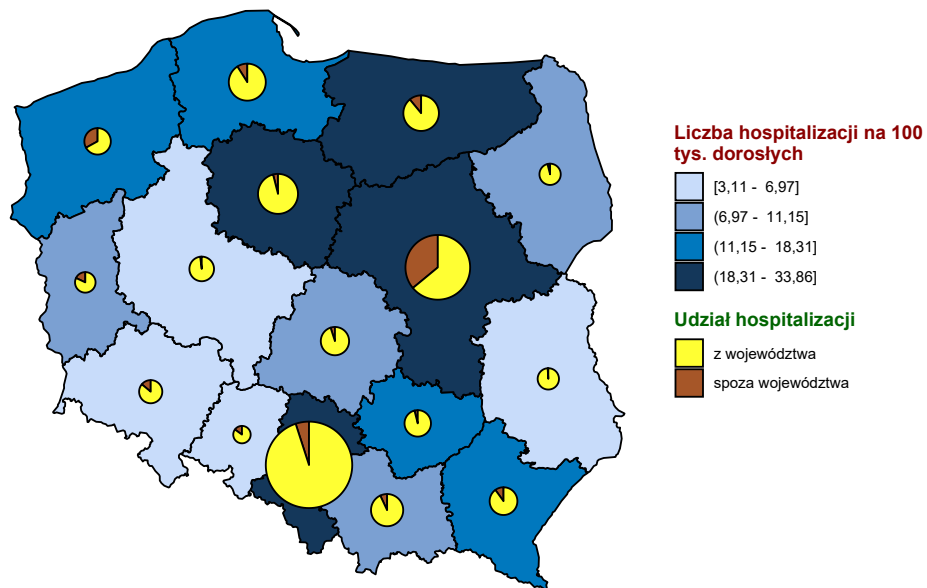 Liczba hospitalizacji na 100
tys. dorosłych
[3,11 - 6,97]
(6,97 - 11,15]
(11,15 - 18,31]
(18,31 - 33,86]
Udział hospitalizacji
z województwa
spoza województwa